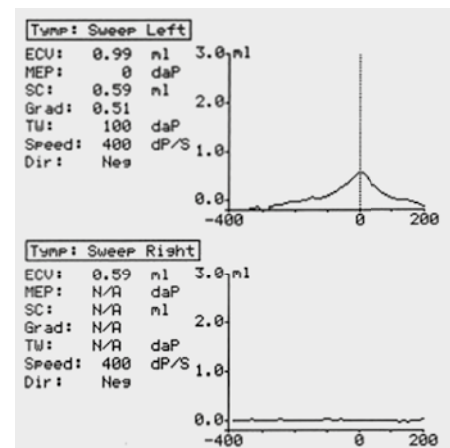 Tymp: Sweep Left
ECV: 0.99 ml
MEP: 0 daP
SC: 0.59 ml
Grad: 0.51
TW: 100 daP
Speed: 400 dP/S
Dir: Neg
3.0 ml
2.0
1.0
0.0
-400 0 200
Tymp: Sweep Right
ECV: 0.59 ml
MEP: N/A daP
SC: N/A ml
Grad: N/A
TW: N/A daP
Speed: 400 dP/S
Dir: Neg
3.0 ml
2.0
1.0
0.0
-400 0 200